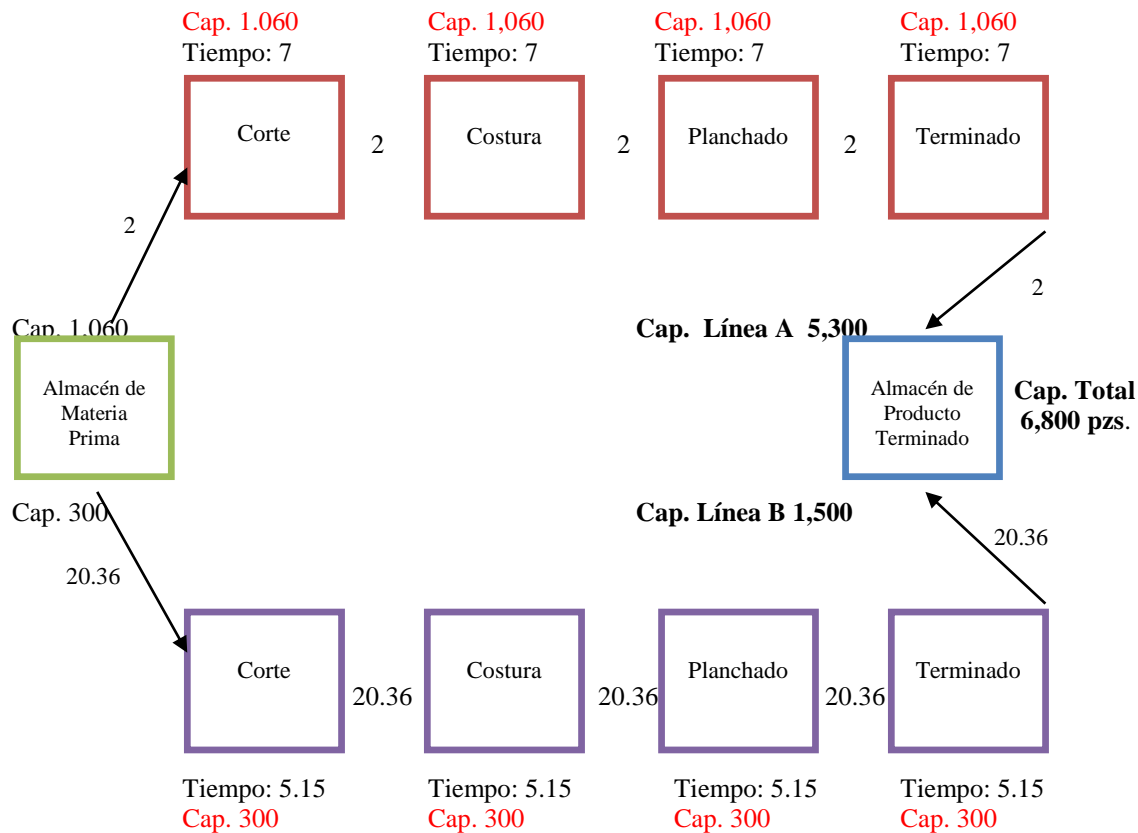 Cap. 1.060 Cap. 1,060 Cap. 1,060 Cap. 1,060
Tiempo: 7 Tiempo: 7 Tiempo: 7 Tiempo: 7
Corte 2 Costura 2 Planchado 2 Terminado
2
2
Cap. 1.060
Cap. Línea A 5,300
Almacén de
Materia
Prima
Almacén de
Producto
Terminado
Cap. Total
6,800 pzs.
Cap. 300
Cap. Línea B 1,500
20.36
20.36
Corte 20.36 Costura 20.36 Planchado 20.36 Terminado
Tiempo: 5.15 Tiempo: 5.15 Tiempo: 5.15 Tiempo: 5.15
Cap. 300 Cap. 300 Cap. 300 Cap. 300